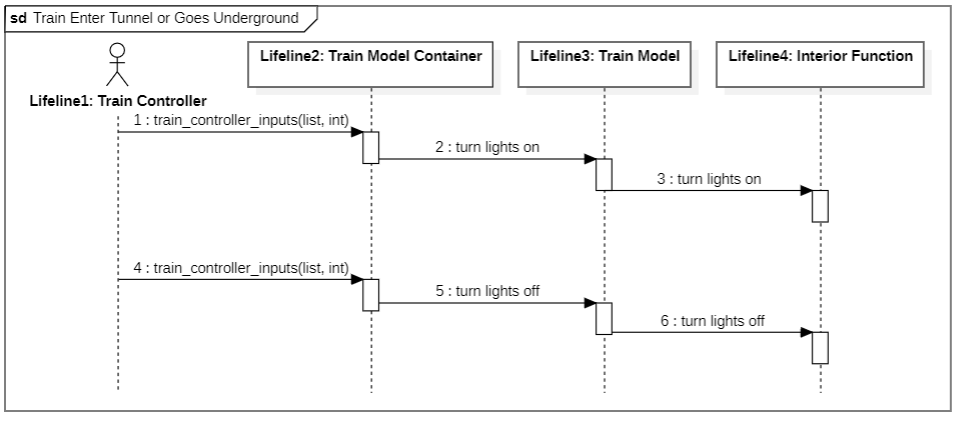 sd Train Enter Tunnel or Goes Underground
Lifeline2: Train Model Container
Lifeline3: Train Model
Lifeline4: Interior Function
Lifeline1: Train Controller
1 : train_controller_inputs(list, int)
2 : turn lights on
3 : turn lights on
4 : train_controller_inputs(list, int)
5 : turn lights off
6 : turn lights off